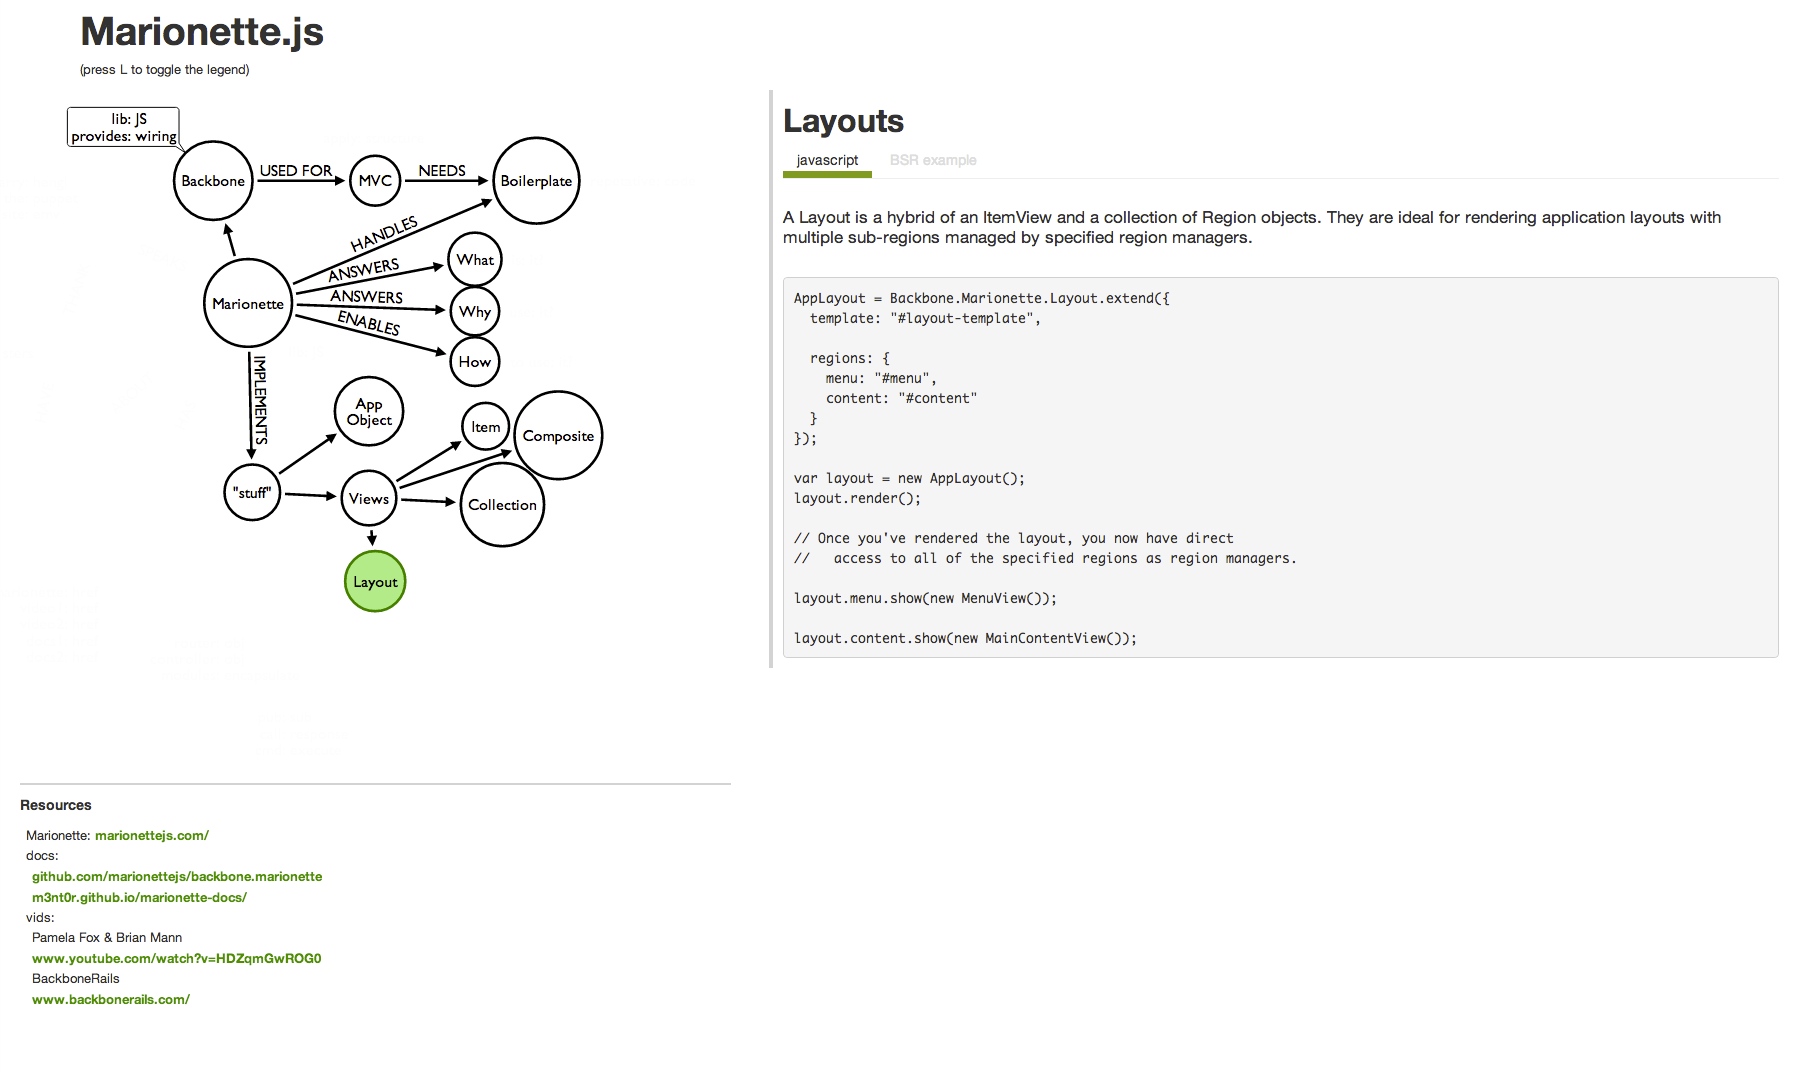 Marionette.js
(press L to toggle the legend)
lib: JS
provides: wiring
Backbone
USED FOR
MVC
NEEDS
Boilerplate
HANDLES
What
ANSWERS
Marionette
ANSWERS
Why
ENABLES
How
IMPLEMENTS
App
Object
Item
Composite
"stuff"
Views
Collection
Layout
Layouts
javascript
BSR example
A Layout is a hybrid of an ItemView and a collection of Region objects. They are ideal for rendering application layouts with
multiple sub-regions managed by specified region managers.
AppLayout = Backbone.Marionette.Layout.extend({
  template: "#layout-template",

  regions: {
    menu: "#menu",
    content: "#content"
  }
});

var layout = new AppLayout();
layout.render();

// Once you've rendered the layout, you now have direct
//   access to all of the specified regions as region managers.

layout.menu.show(new MenuView());

layout.content.show(new MainContentView());
Resources
Marionette: marionettejs.com/
docs:
github.com/marionettejs/backbone.marionette
m3nt0r.github.io/marionette-docs/
vids:
Pamela Fox & Brian Mann
www.youtube.com/watch?v=HDZqmGwROG0
BackboneRails
www.backbonerails.com/